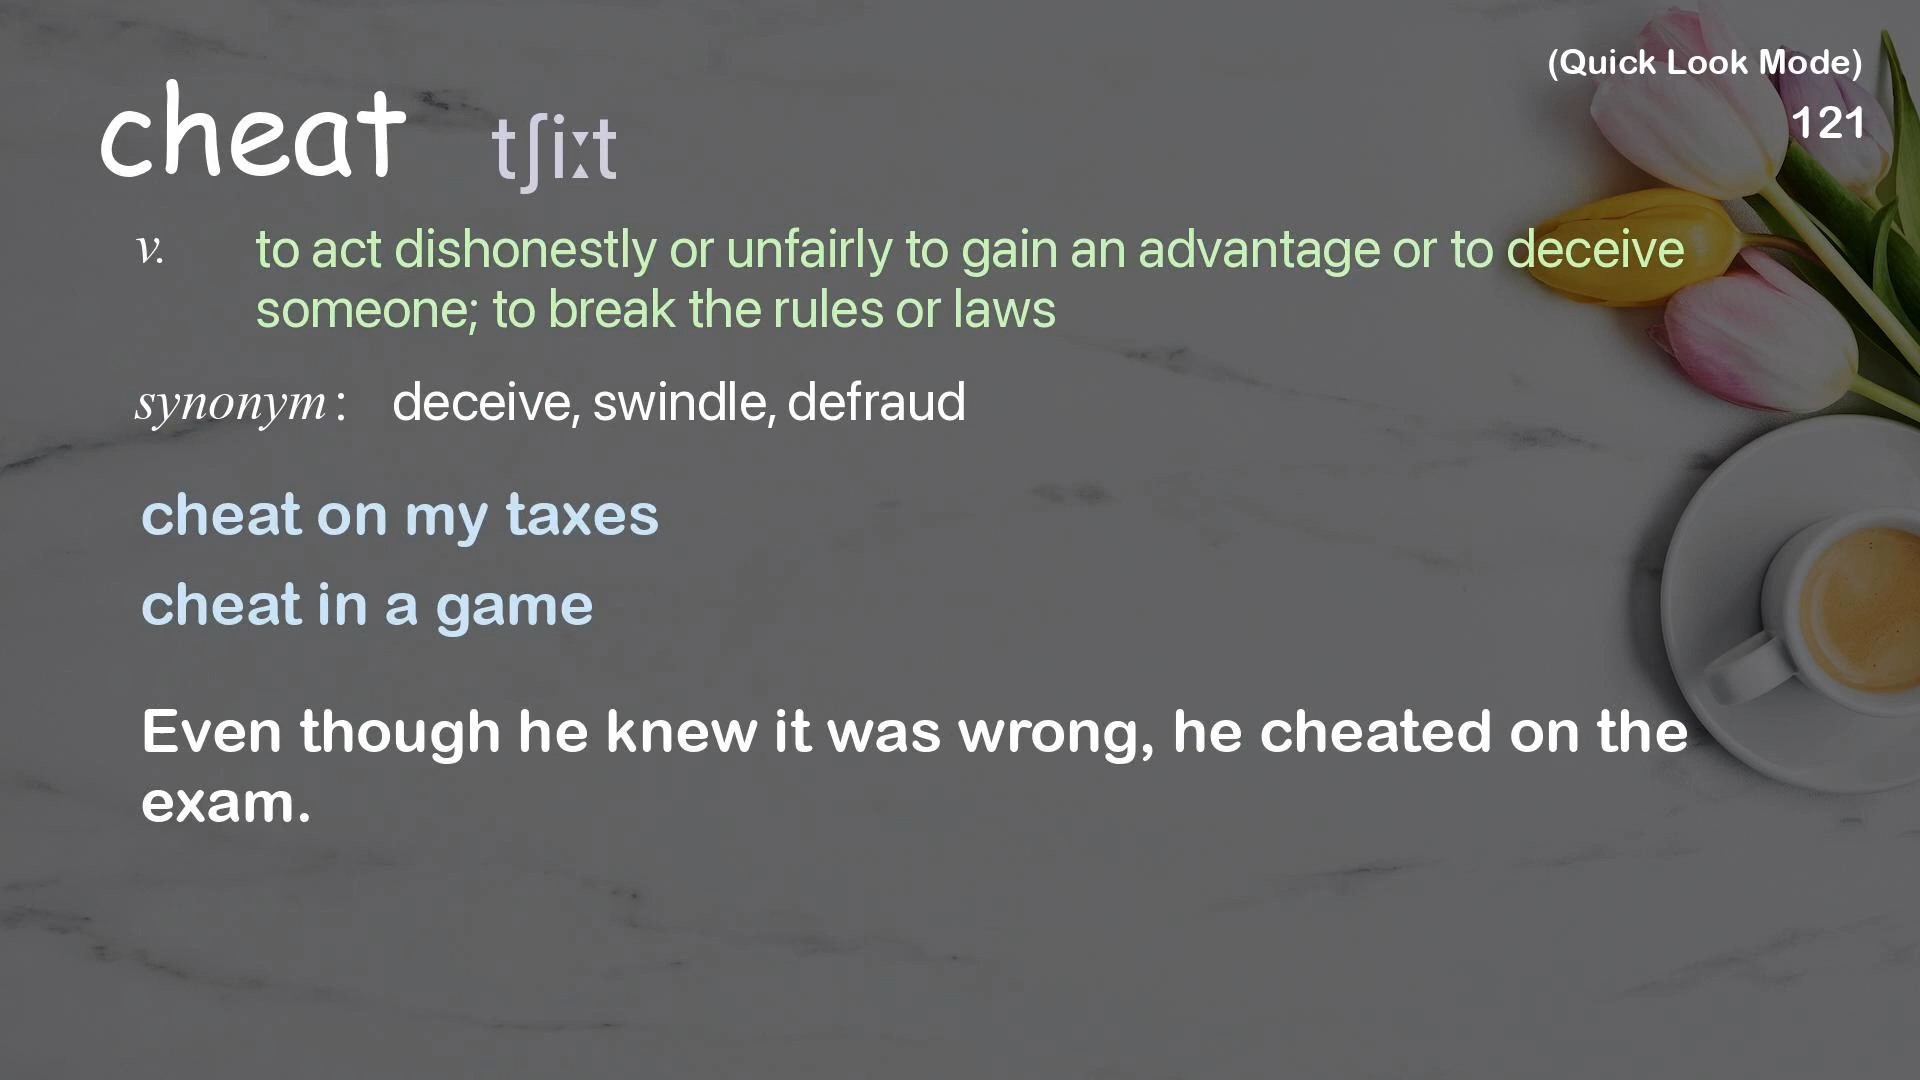 (Quick Look Mode)
121
cheat tʃiːt
v. to act dishonestly or unfairly to gain an advantage or to deceive
someone; to break the rules or laws
synonym : deceive, swindle, defraud
cheat on my taxes
cheat in a game
Even though he knew it was wrong, he cheated on the
exam.